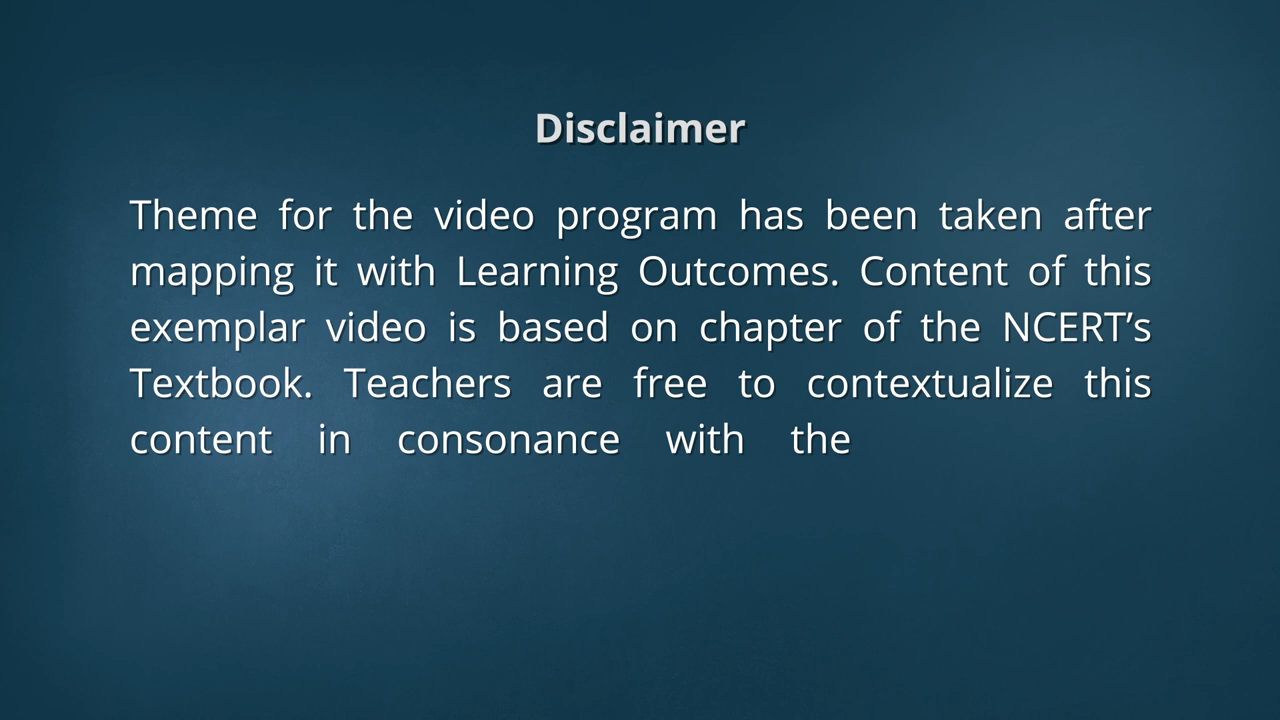 Disclaimer
Theme for the video program has been taken after
mapping it with Learning Outcomes. Content of this
exemplar video is based on chapter of the NCERT’s
Textbook. Teachers are free to contextualize this
content in consonance with the